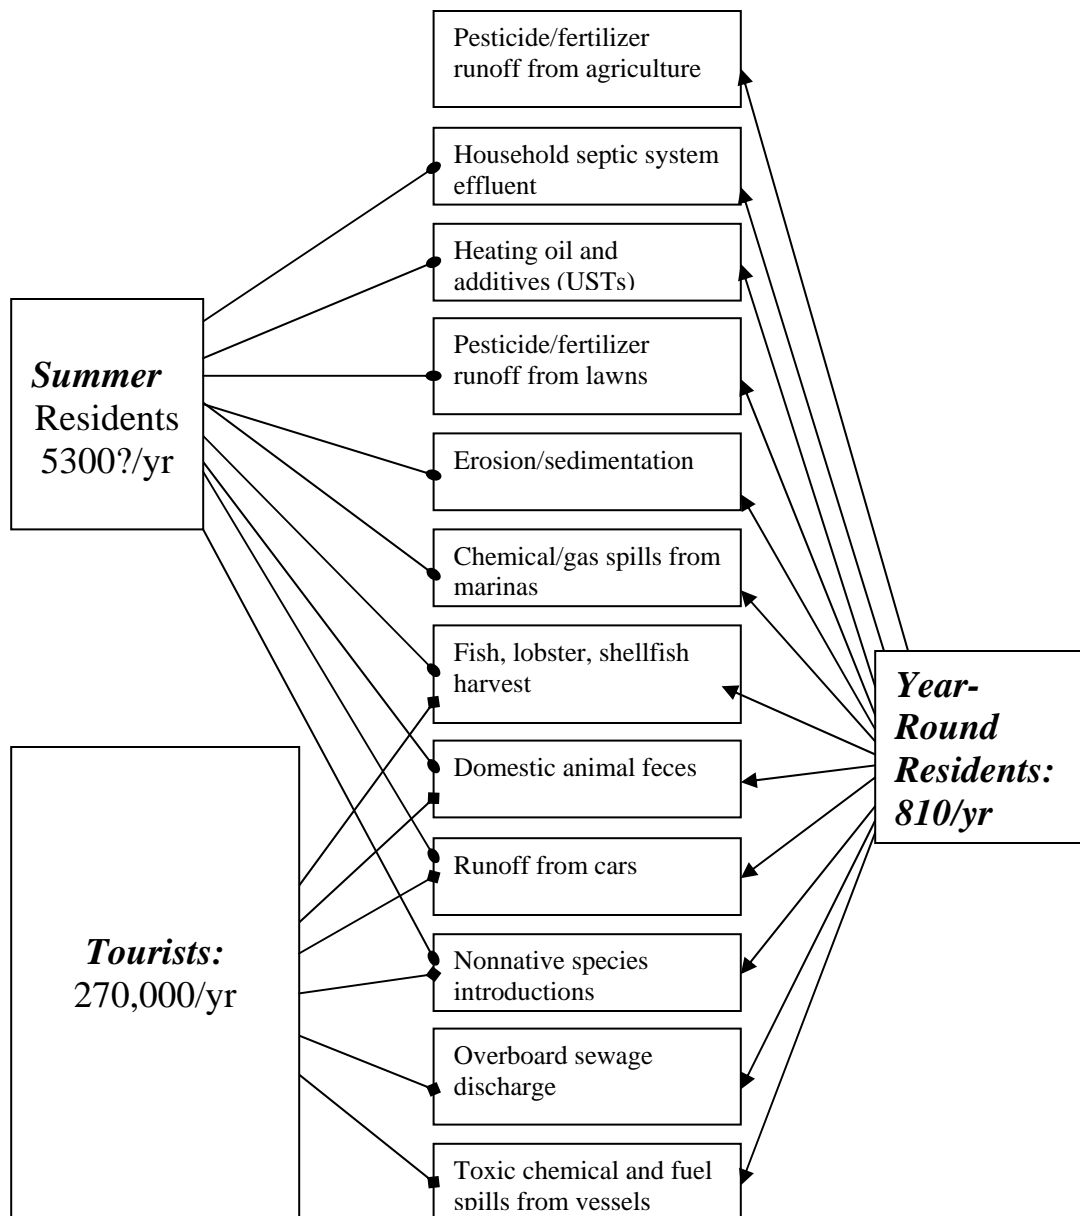 Pesticide/fertilizer
runoff from agriculture
Household septic system
effluent
Heating oil and
additives (USTs)
Pesticide/fertilizer
runoff from lawns
Summer
Residents
5300?/yr
Erosion/sedimentation
Chemical/gas spills from
marinas
Fish, lobster, shellfish
harvest
Year-
Round
Residents:
810/yr
Domestic animal feces
Runoff from cars
Tourists:
270,000/yr
Nonnative species
introductions
Overboard sewage
discharge
Toxic chemical and fuel
spills from vessels